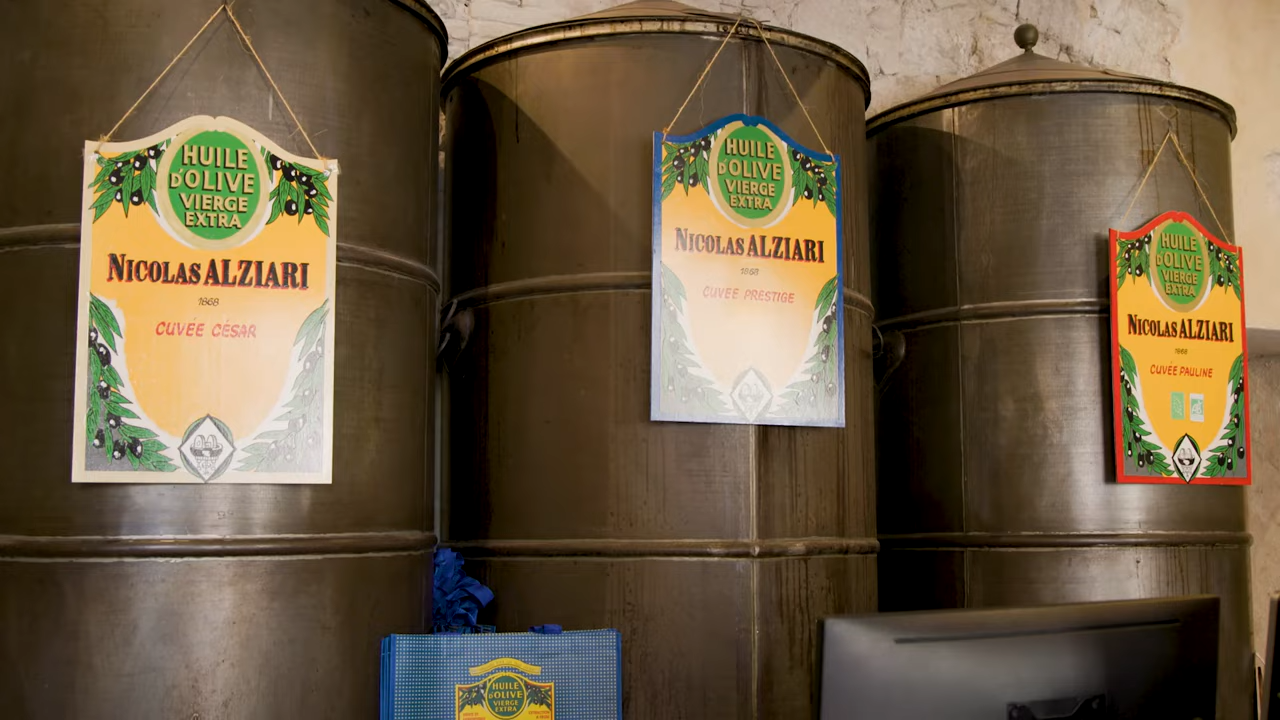 HUILE
D'OLIVE
VIERGE
EXTRA
NICOLAS ALZIARI
1868
CUVÉE CÉSAR
HUILE
D'OLIVE
VIERGE
EXTRA
NICOLAS ALZIARI
1868
CUVÉE PRESTIGE
HUILE
D'OLIVE
VIERGE
EXTRA
NICOLAS ALZIARI
1868
CUVÉE PAULINE
AB
HUILE
D'OLIVE
VIERGE
EXTRA